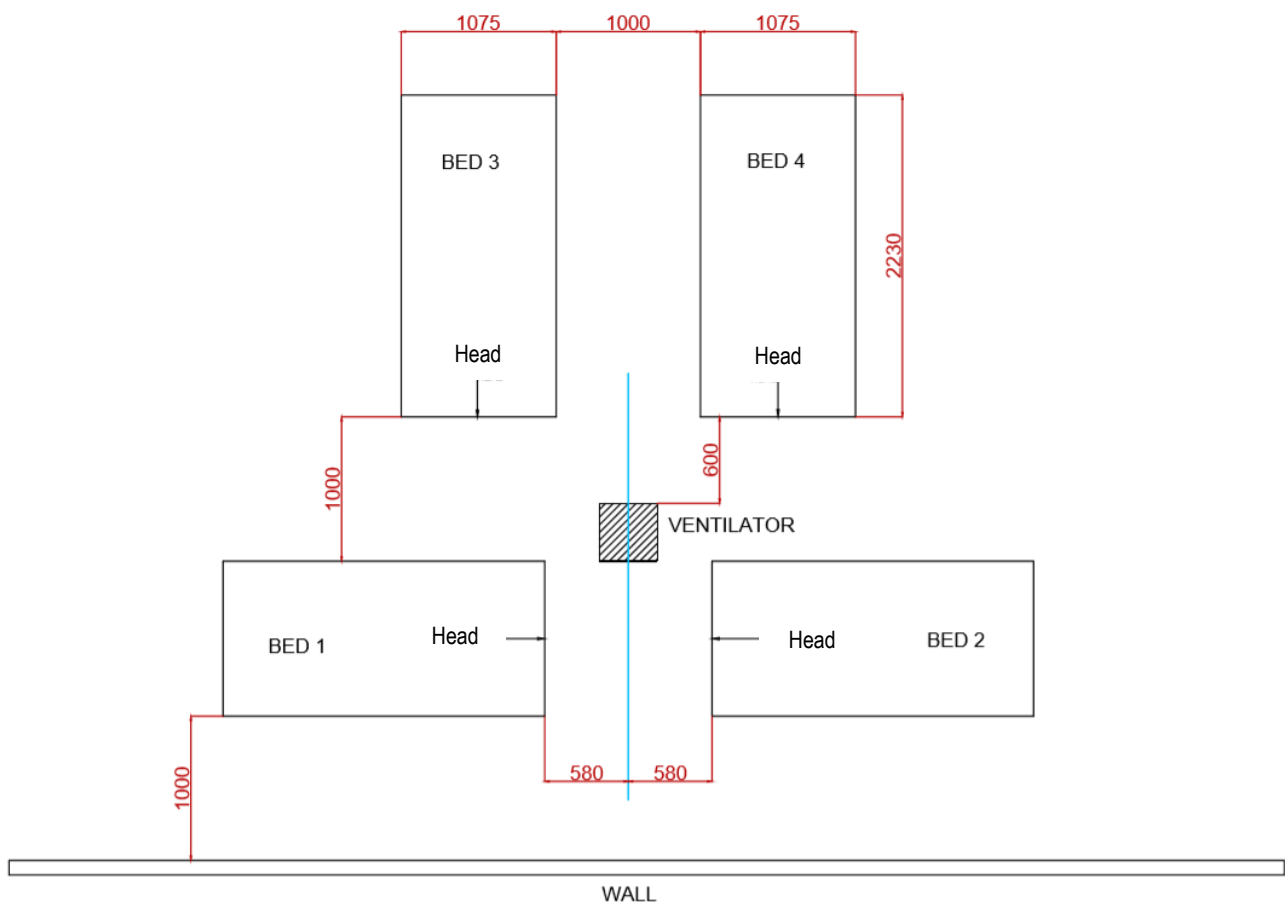 1075
1000
1075
BED 3
BED 4
2230
Head
Head
1000
600
VENTILATOR
BED 1
Head
Head
BED 2
1000
580
580
WALL